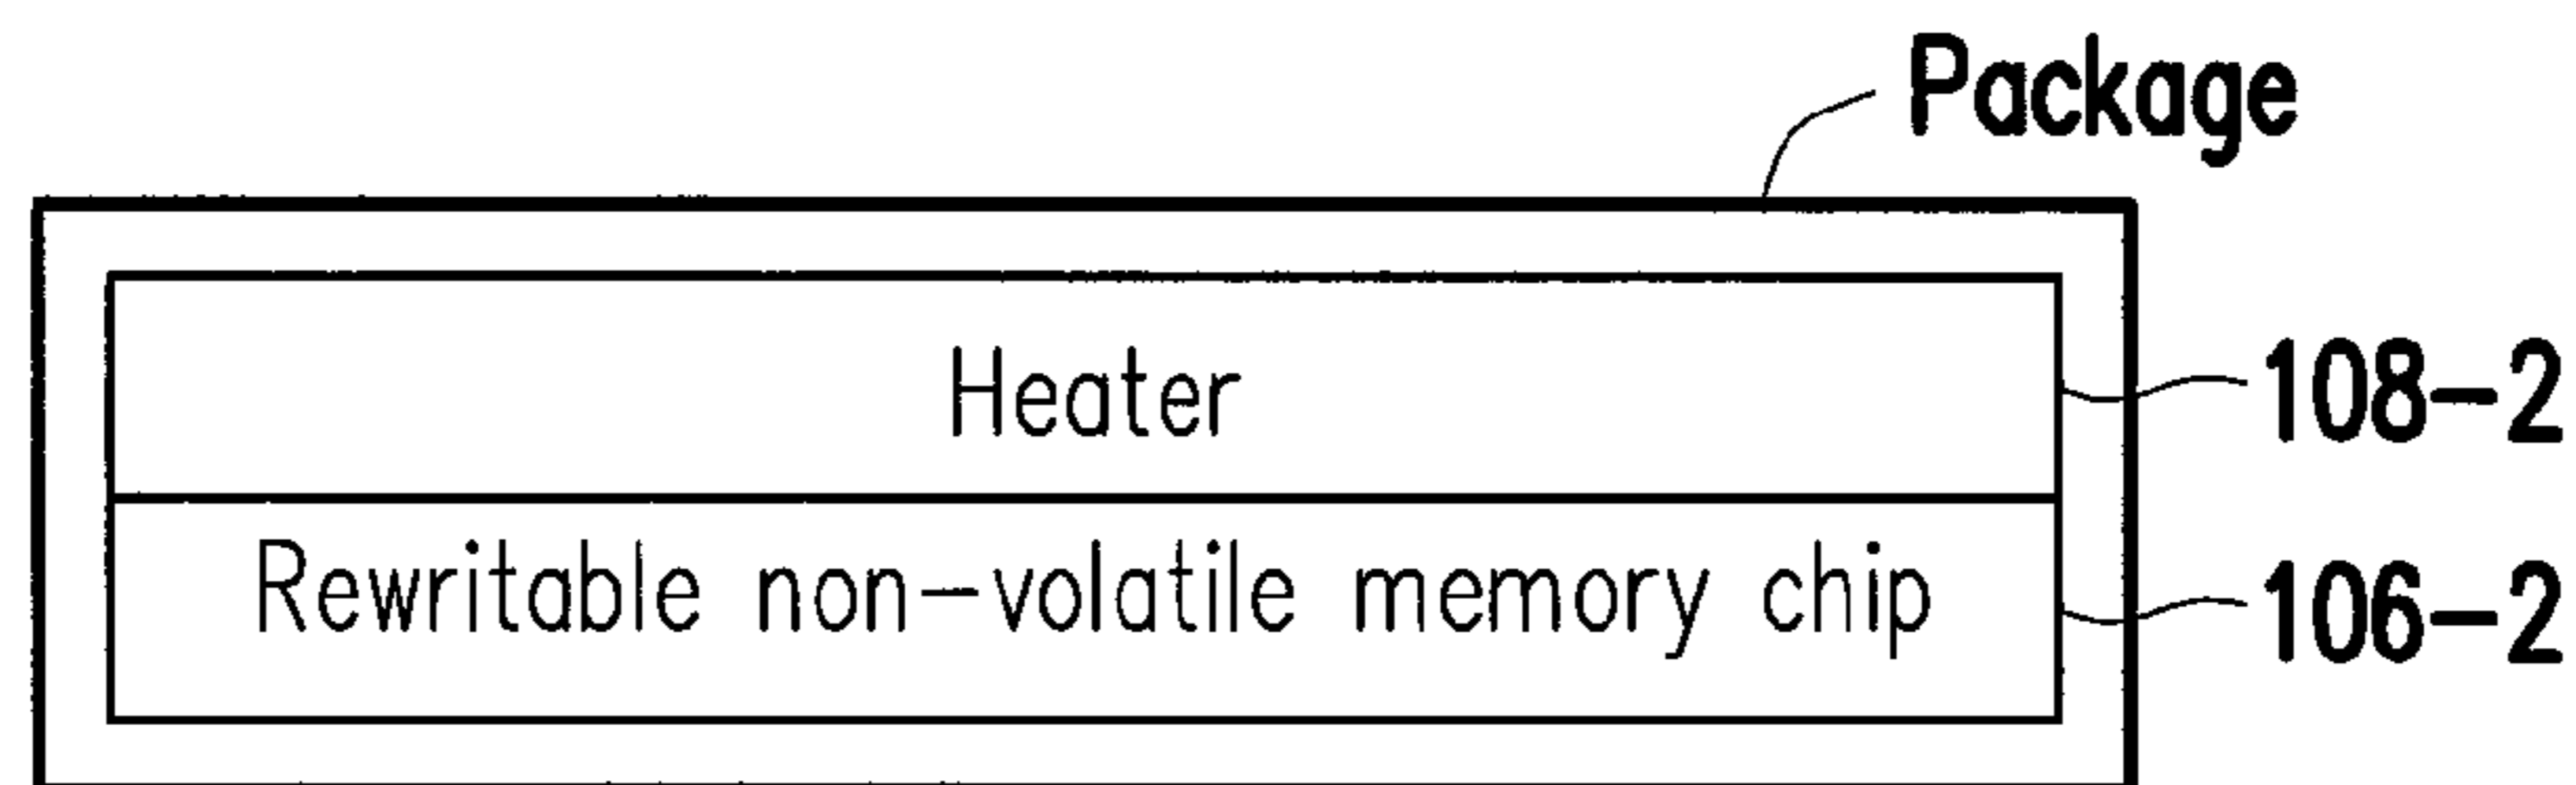 Package
Heater
108-2
Rewritable non-volatile memory chip
106-2